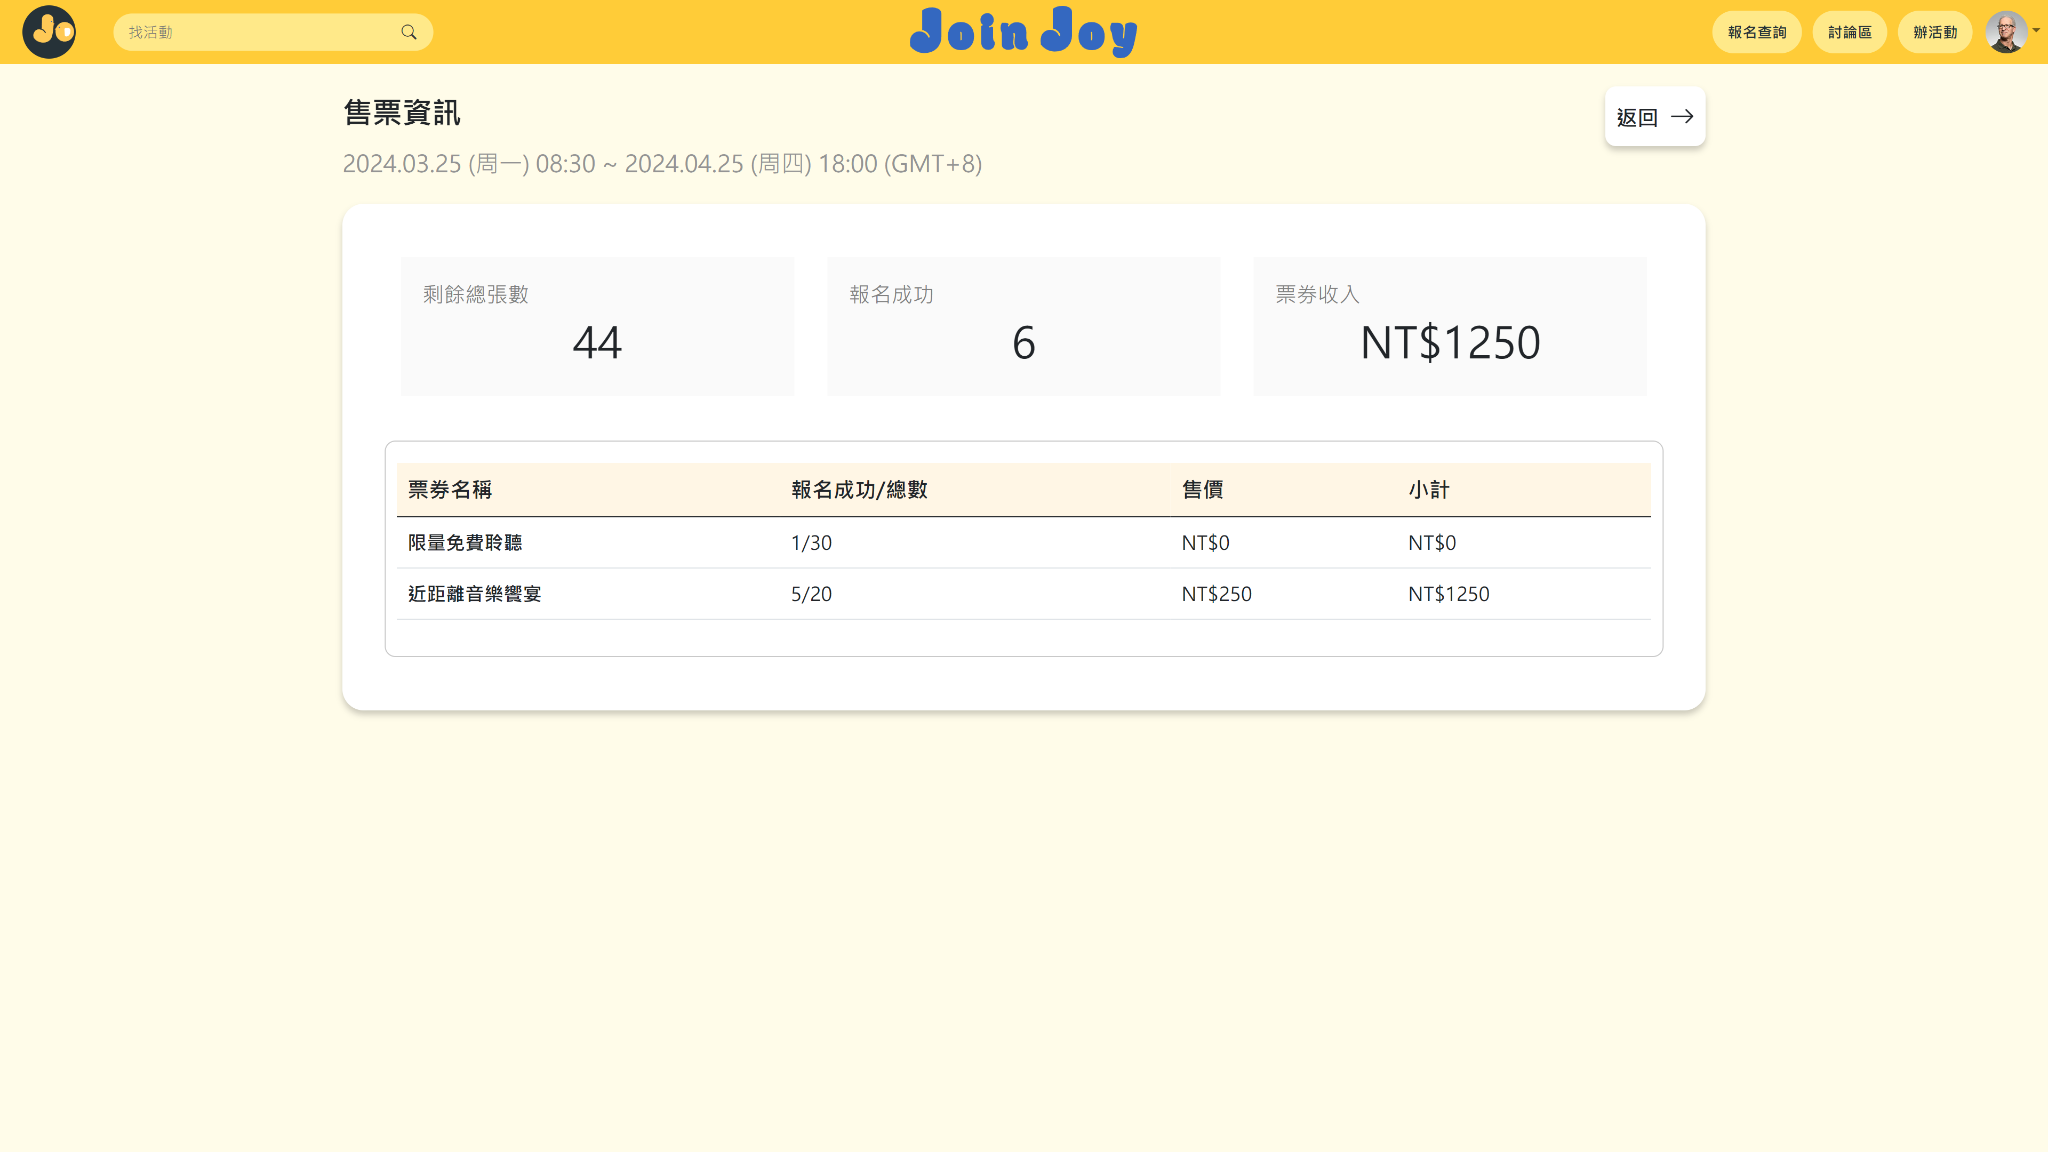 Jo
找活動
Join Joy
報名查詢
討論區
辦活動
售票資訊
返回
2024.03.25 (周一) 08:30 ~ 2024.04.25 (周四) 18:00 (GMT+8)
剩餘總張數
44
報名成功
6
票券收入
NT$1250
票券名稱 報名成功/總數 售價 小計
限量免費聆聽 1/30 NT$0 NT$0
近距離音樂饗宴 5/20 NT$250 NT$1250